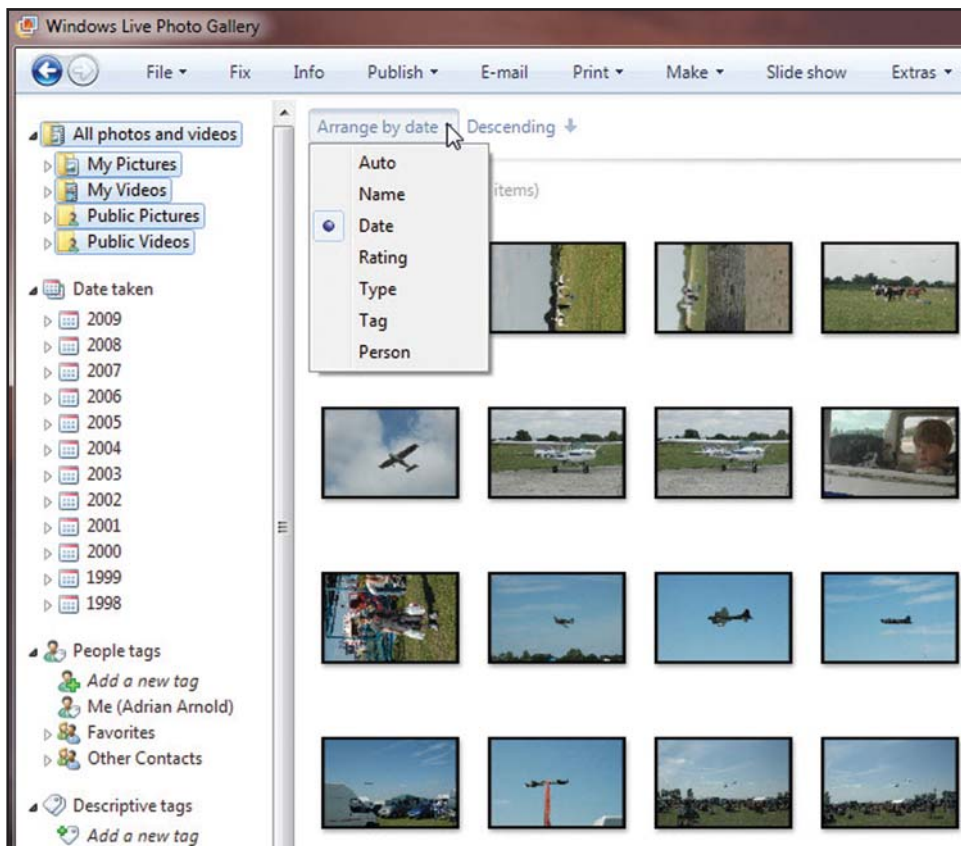 Windows Live Photo Gallery
File Fix Info Publish E-mail Print Make Slide show Extras
All photos and videos
My Pictures
My Videos
Public Pictures
Public Videos
Date taken
2009
2008
2007
2006
2005
2004
2003
2002
2001
2000
1999
1998
People tags
Add a new tag
Me (Adrian Arnold)
Favorites
Other Contacts
Descriptive tags
Add a new tag
Arrange by date Descending
Auto
Name
Date
Rating
Type
Tag
Person
items)